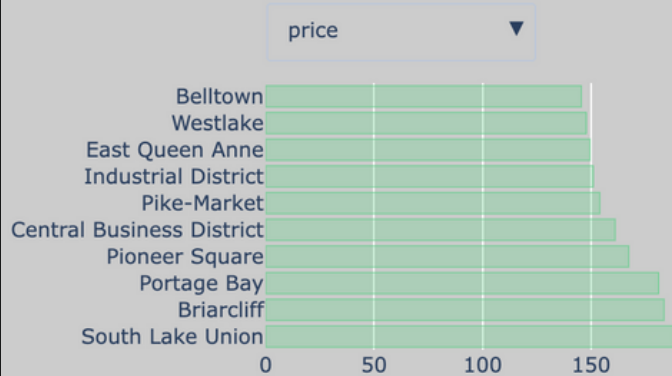 price ▼
Belltown
Westlake
East Queen Anne
Industrial District
Pike-Market
Central Business District
Pioneer Square
Portage Bay
Briarcliff
South Lake Union
0 50 100 150